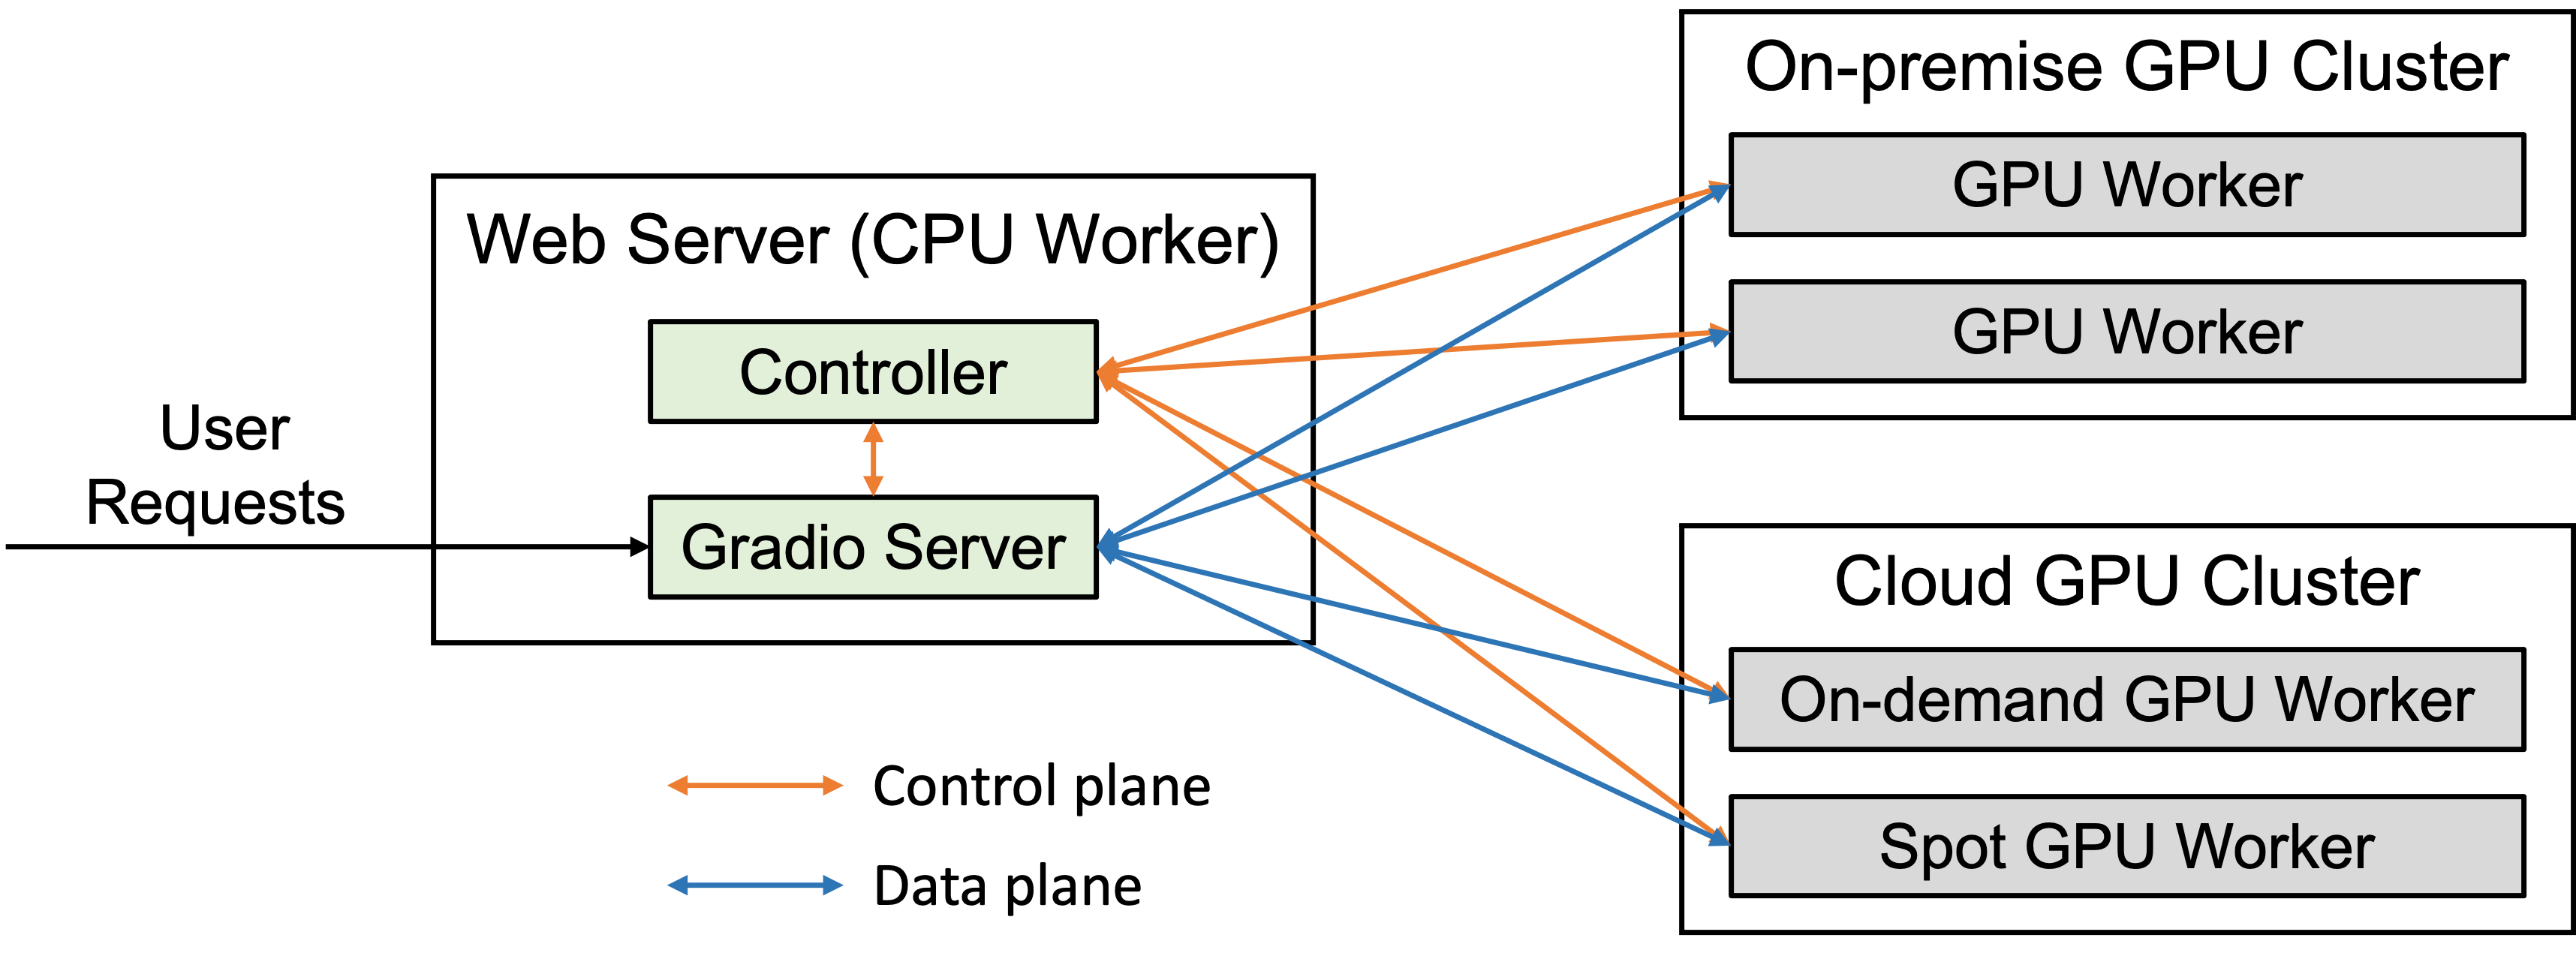 User
Requests
Web Server (CPU Worker)
Controller
Gradio Server
Control plane
Data plane
On-premise GPU Cluster
GPU Worker
GPU Worker
Cloud GPU Cluster
On-demand GPU Worker
Spot GPU Worker